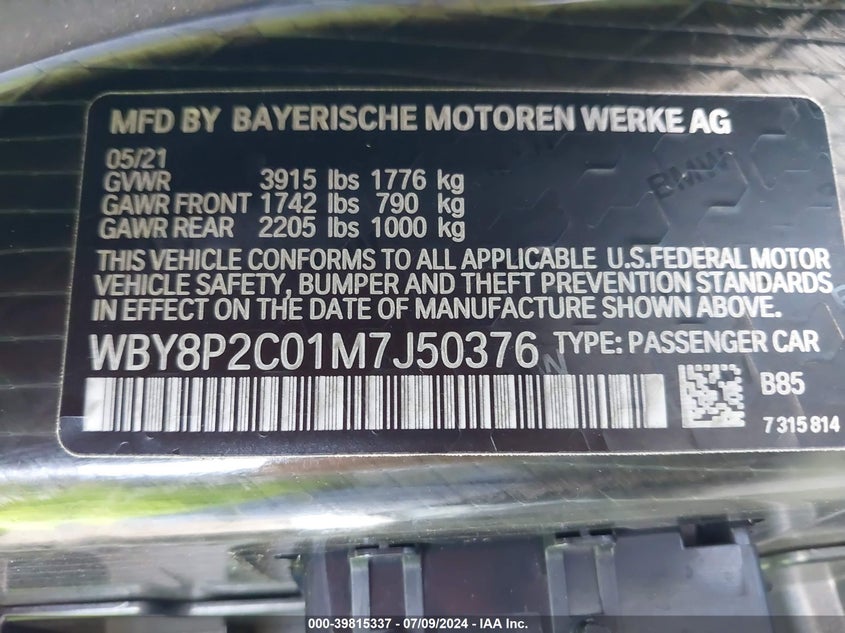 MFD BY BAYERISCHE MOTOREN WERKE AG
05/21
GVWR 3915 lbs 1776 kg
GAWR FRONT 1742 lbs 790 kg
GAWR REAR 2205 lbs 1000 kg
THIS VEHICLE CONFORMS TO ALL APPLICABLE U.S.FEDERAL MOTOR
VEHICLE SAFETY, BUMPER AND THEFT PREVENTION STANDARDS
IN EFFECT ON THE DATE OF MANUFACTURE SHOWN ABOVE.
WBY8P2C01M7J50376 TYPE: PASSENGER CAR
B85
7 315 814
BMW
000-39815337 - 07/09/2024 - IAA Inc.